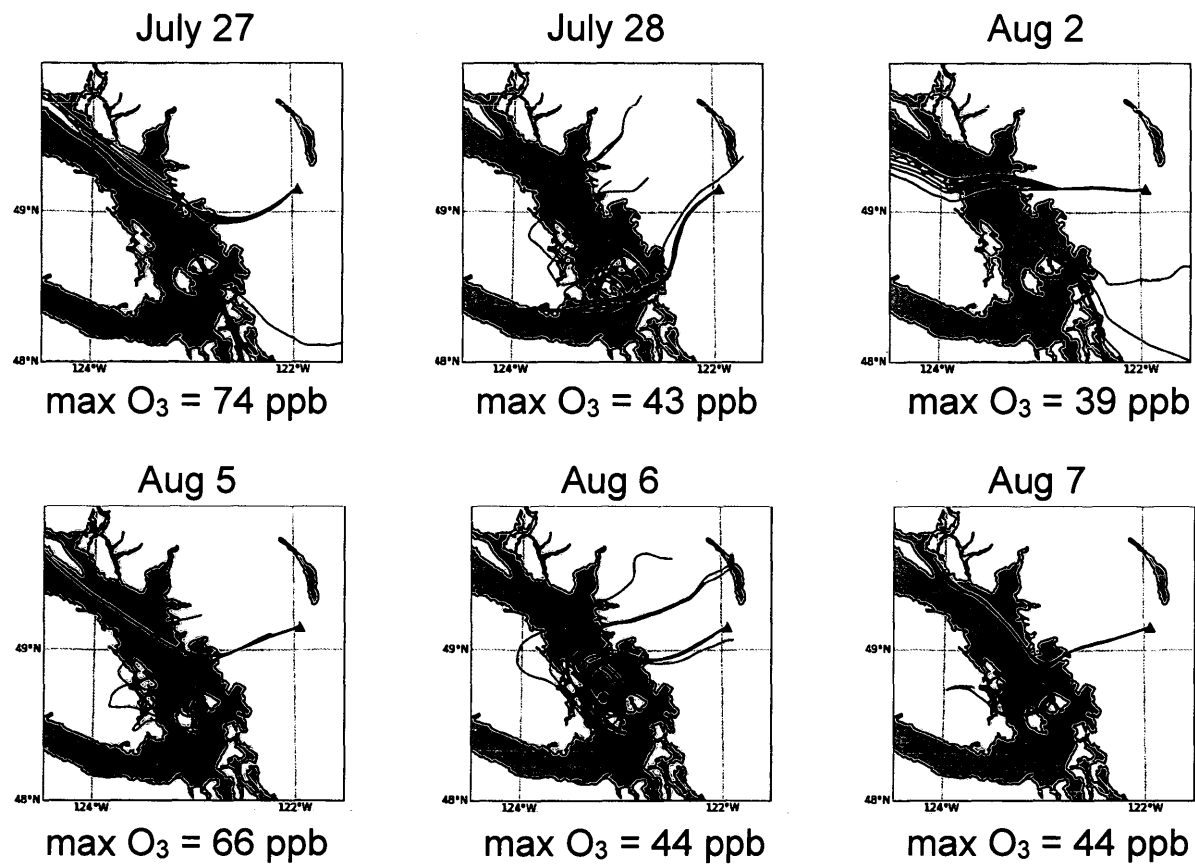 July 27
July 28
Aug 2
49°N
48°N
124°W
122°W
49°N
48°N
124°W
122°W
49°N
48°N
124°W
122°W
max O₃ = 74 ppb
max O₃ = 43 ppb
max O₃ = 39 ppb
Aug 5
Aug 6
Aug 7
49°N
48°N
124°W
122°W
49°N
48°N
124°W
122°W
49°N
48°N
124°W
122°W
max O₃ = 66 ppb
max O₃ = 44 ppb
max O₃ = 44 ppb